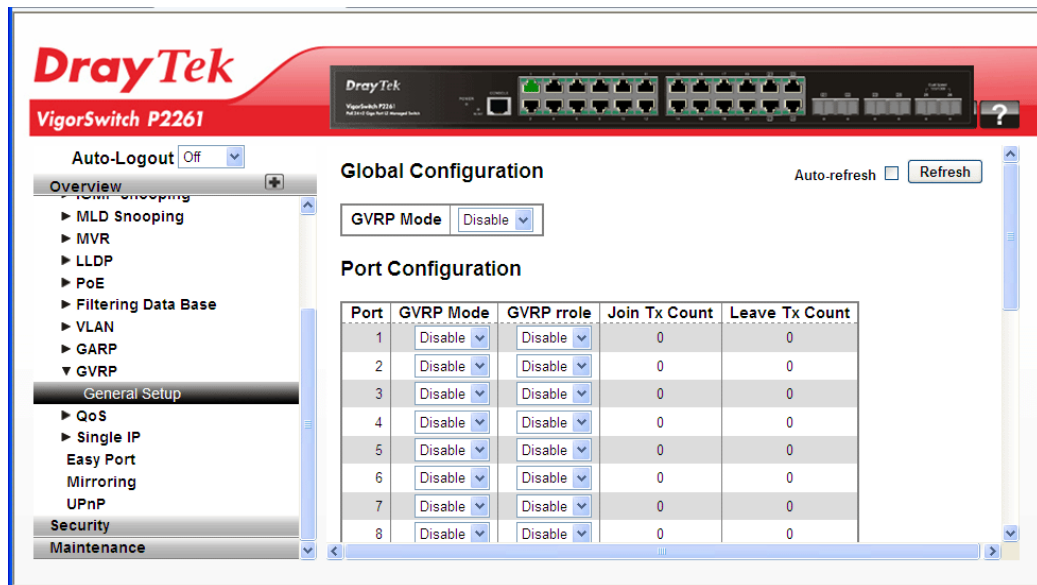 DrayTek
VigorSwitch P2261
DrayTek
VigorSwitch P2261
?
Auto-Logout Off
Overview
IGMP Snooping
MLD Snooping
MVR
LLDP
PoE
Filtering Data Base
VLAN
GARP
GVRP
General Setup
QoS
Single IP
Easy Port
Mirroring
UPnP
Security
Maintenance
Global Configuration
Auto-refresh Refresh
GVRP Mode Disable
Port Configuration
Port GVRP Mode GVRP rrole Join Tx Count Leave Tx Count
1 Disable Disable 0 0
2 Disable Disable 0 0
3 Disable Disable 0 0
4 Disable Disable 0 0
5 Disable Disable 0 0
6 Disable Disable 0 0
7 Disable Disable 0 0
8 Disable Disable 0 0